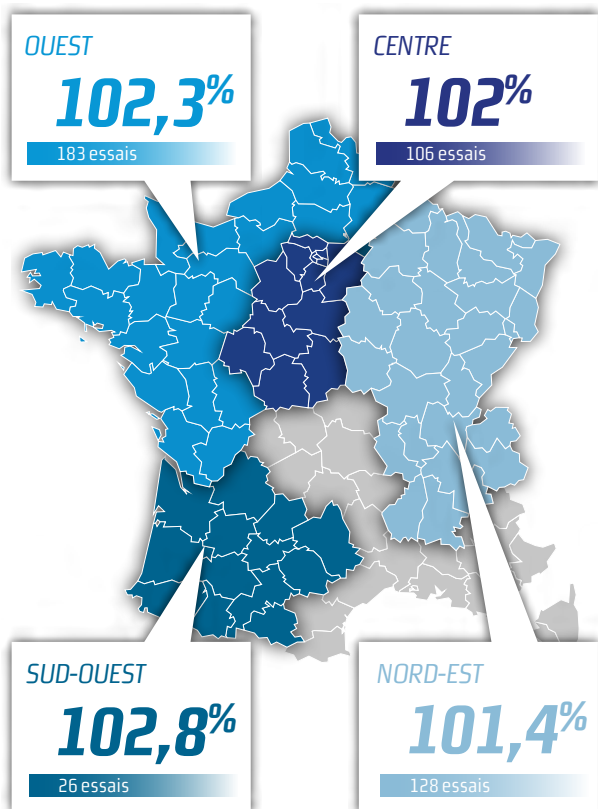 OUEST
102,3%
183 essais
CENTRE
102%
106 essais
SUD-OUEST
102,8%
26 essais
NORD-EST
101,4%
128 essais